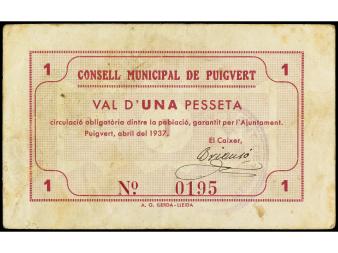 1 CONSELL MUNICIPAL DE PUIGVERT 1
VAL D'UNA PESSETA
circulació obligatòria dintre la població, garantit per l'Ajuntament.
Puigvert, abril del 1937.
El Caixer,
1 Nº 0195 1
A. G. ILERDA-LLEIDA